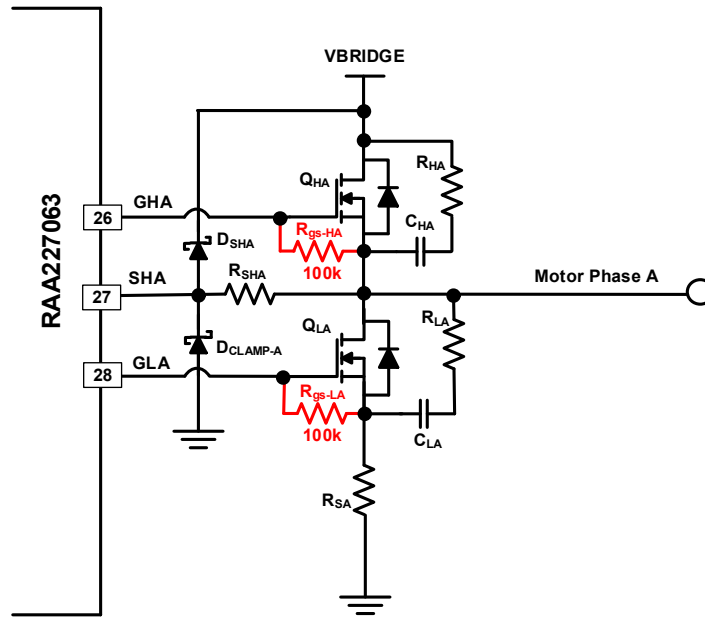 VBRIDGE
RAA227063
26
GHA
27
SHA
28
GLA
QHA
RHA
CHA
Rgs-HA
100k
DSHA
RSHA
Motor Phase A
QLA
RLA
DCLAMP-A
Rgs-LA
100k
CLA
RSA